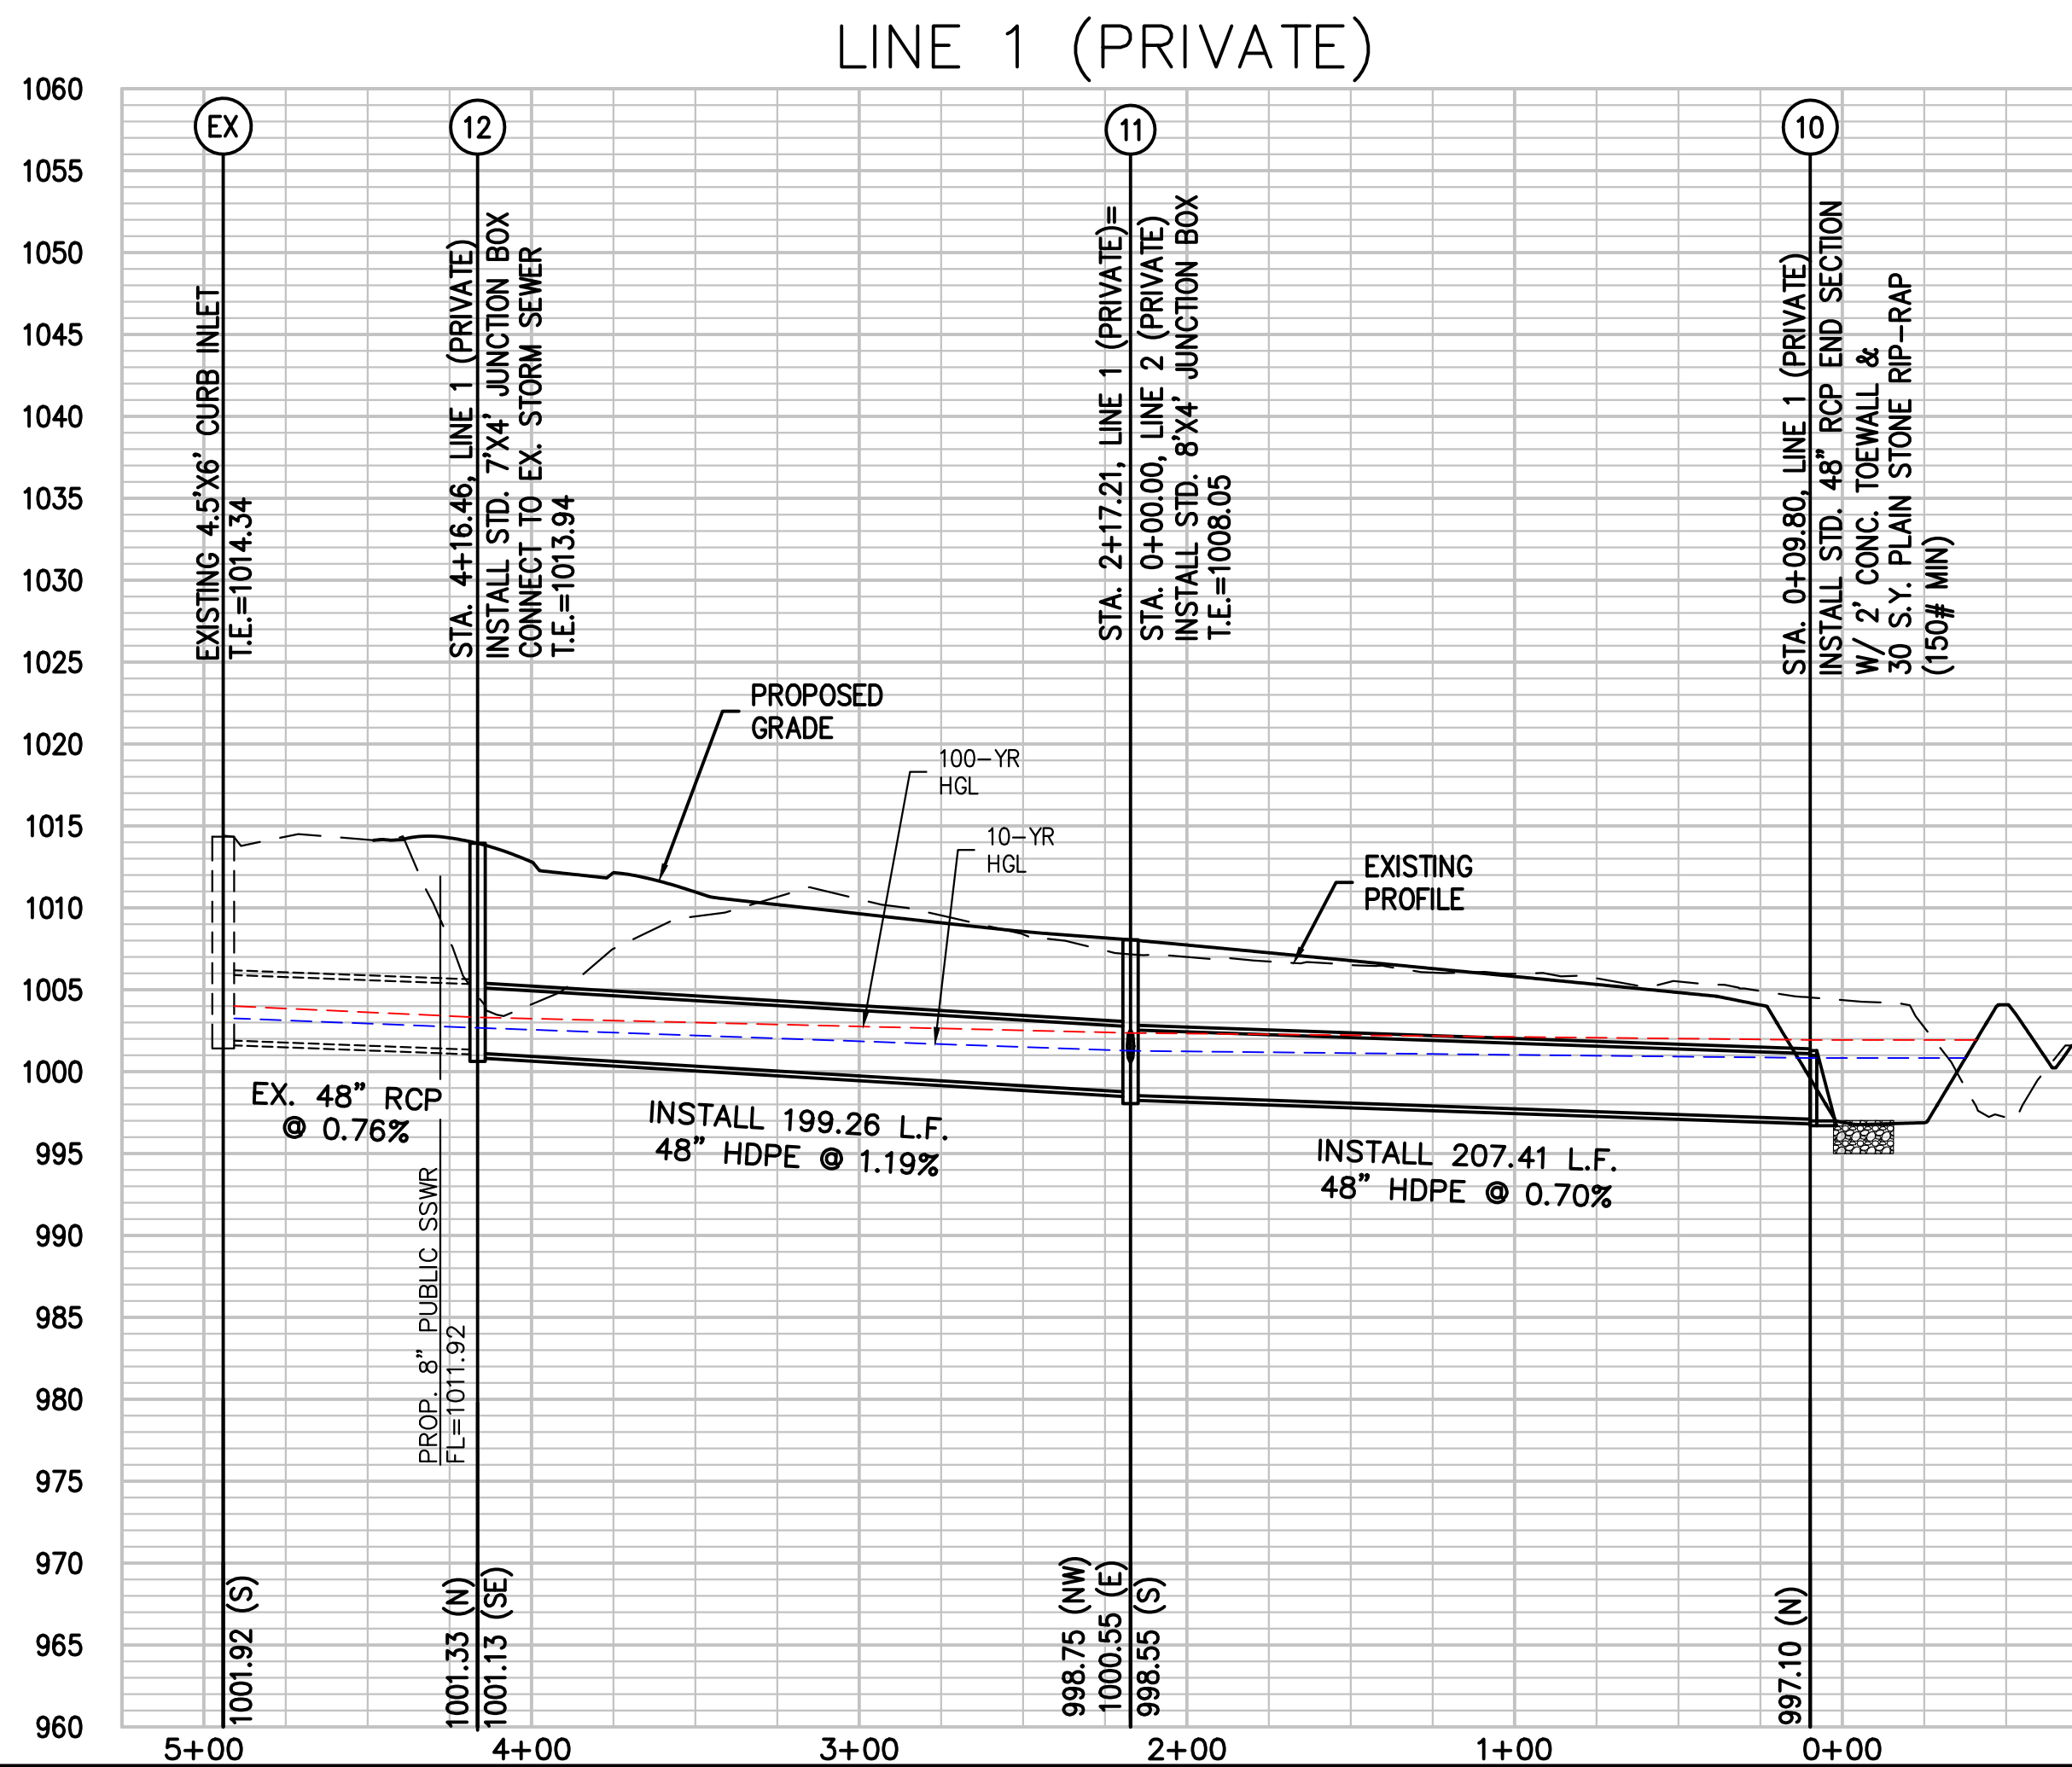 LINE 1 (PRIVATE)
1060
1055
1050
1045
1040
1035
1030
1025
1020
1015
1010
1005
1000
995
990
985
980
975
970
965
960
EX
12
11
10
EXISTING 4.5'X6' CURB INLET
T.E.=1014.34
STA. 4+16.46, LINE 1 (PRIVATE)
INSTALL STD. 7'X4' JUNCTION BOX
CONNECT TO EX. STORM SEWER
T.E.=1013.94
STA. 2+17.21, LINE 1 (PRIVATE)=
STA. 0+00.00, LINE 2 (PRIVATE)
INSTALL STD. 8'X4' JUNCTION BOX
T.E.=1008.05
STA. 0+09.80, LINE 1 (PRIVATE)
INSTALL STD. 48" RCP END SECTION
W/ 2' CONC. TOEWALL &
30 S.Y. PLAIN STONE RIP-RAP
(150# MIN)
PROPOSED
GRADE
100-YR
HGL
10-YR
HGL
EXISTING
PROFILE
EX. 48" RCP
@ 0.76%
INSTALL 199.26 L.F.
48" HDPE @ 1.19%
INSTALL 207.41 L.F.
48" HDPE @ 0.70%
PROP. 8" PUBLIC SSWR
FL=1011.92
1001.92 (S)
1001.33 (N)
1001.13 (SE)
998.75 (NW)
1000.55 (E)
998.55 (S)
997.10 (N)
5+00
4+00
3+00
2+00
1+00
0+00